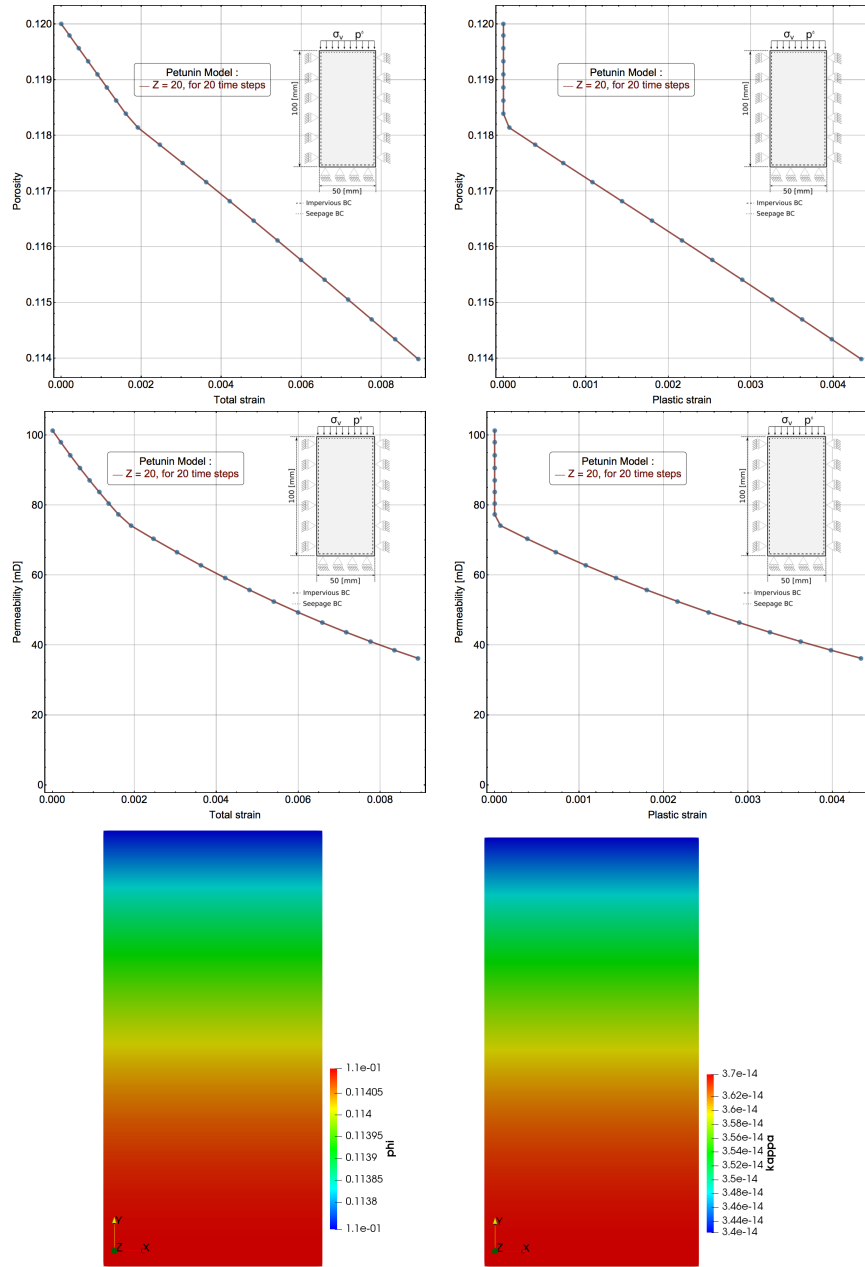 0.120
0.119
0.118
0.117
0.116
0.115
0.114
Porosity
0.000
0.002
0.004
0.006
0.008
Total strain
Petunin Model :
Z = 20, for 20 time steps
σv p⁰
100 [mm]
50 [mm]
Impervious BC
Seepage BC
0.120
0.119
0.118
0.117
0.116
0.115
0.114
Porosity
0.000
0.001
0.002
0.003
0.004
Plastic strain
Petunin Model :
Z = 20, for 20 time steps
σv p⁰
100 [mm]
50 [mm]
Impervious BC
Seepage BC
100
80
60
40
20
0
Permeability [mD]
0.000
0.002
0.004
0.006
0.008
Total strain
Petunin Model :
Z = 20, for 20 time steps
σv p⁰
100 [mm]
50 [mm]
Impervious BC
Seepage BC
100
80
60
40
20
0
Permeability [mD]
0.000
0.001
0.002
0.003
0.004
Plastic strain
Petunin Model :
Z = 20, for 20 time steps
σv p⁰
100 [mm]
50 [mm]
Impervious BC
Seepage BC
1.1e-01
0.11405
0.114
0.11395
0.1139
0.11385
0.1138
1.1e-01
phi
Y
Z
X
3.7e-14
3.62e-14
3.6e-14
3.58e-14
3.56e-14
3.54e-14
3.52e-14
3.5e-14
3.48e-14
3.46e-14
3.44e-14
3.4e-14
kappa
Y
Z
X